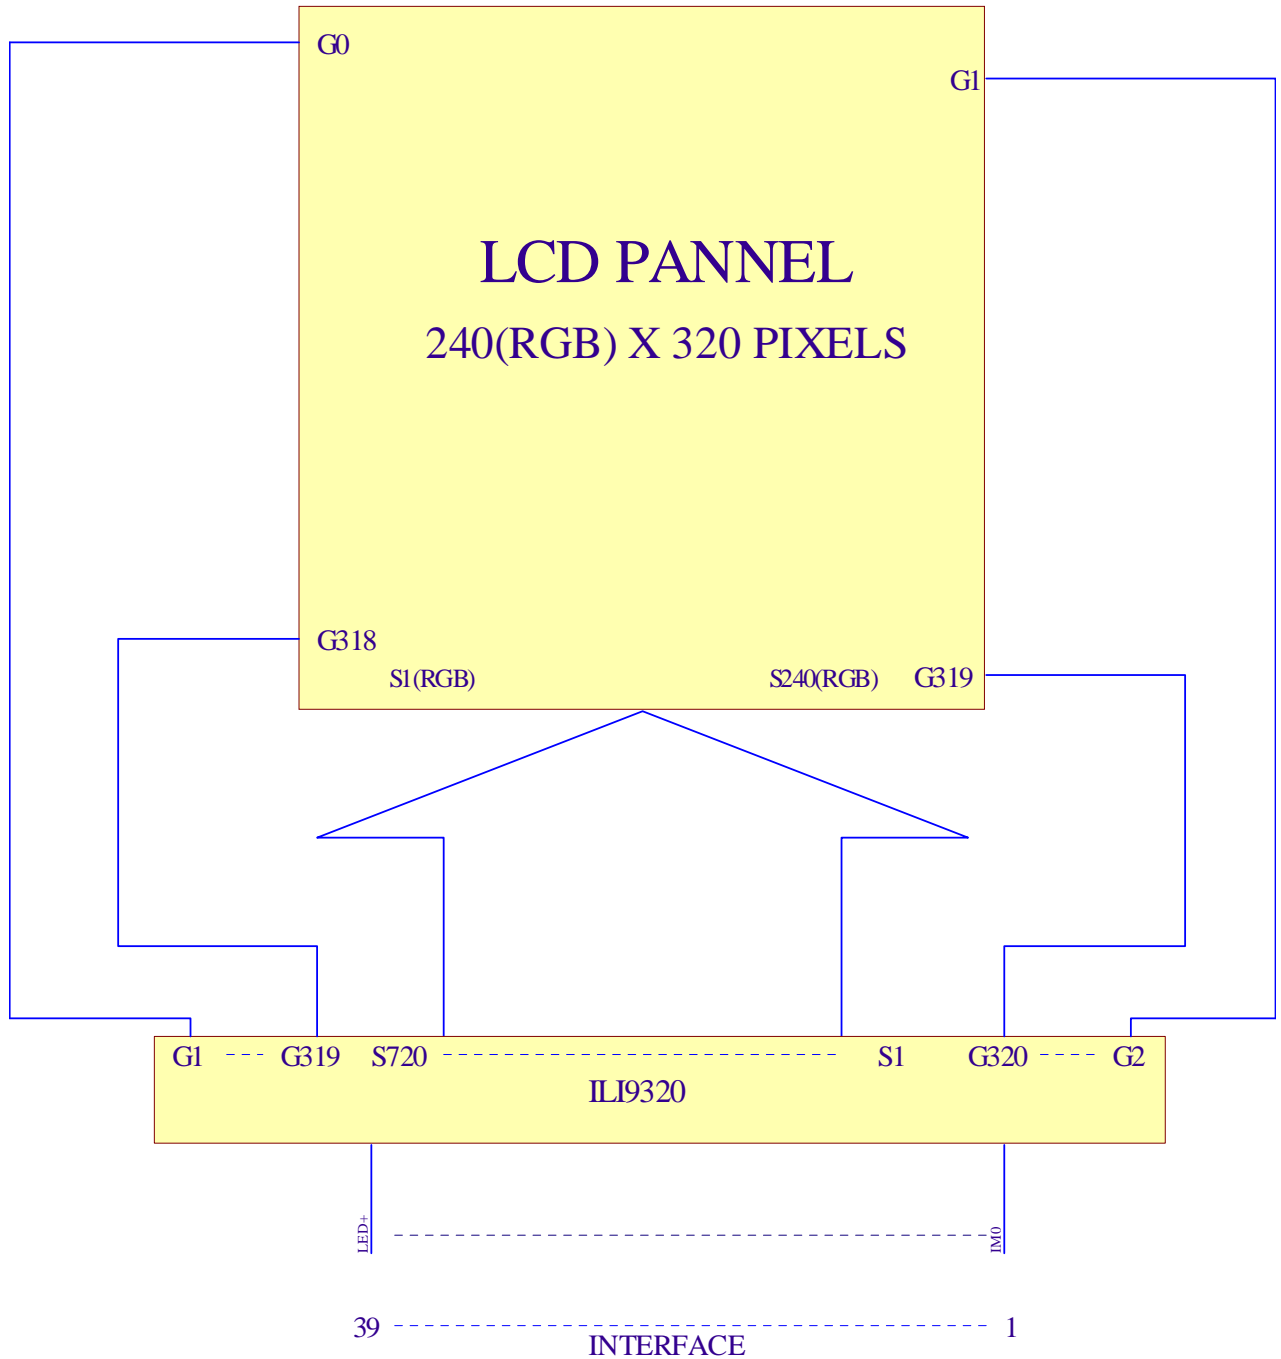 G0
G1
LCD PANNEL
240(RGB) X 320 PIXELS
G318
S1(RGB) S240(RGB) G319
G1 G319 S720 S1 G320 G2
ILI9320
LED+ IM0
39 1
INTERFACE